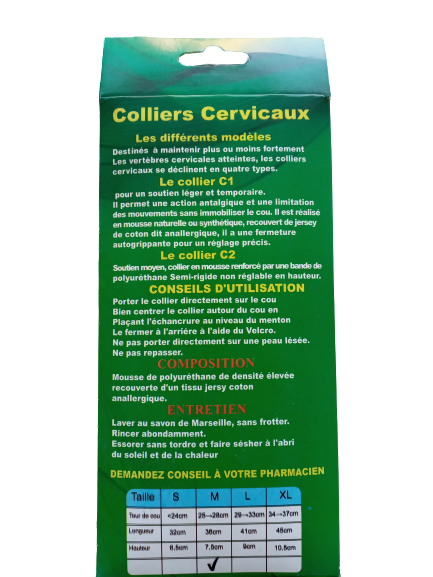 Colliers Cervicaux
Les différents modèles
Destinés à maintenir plus ou moins fortement
Les vertèbres cervicales atteintes, les colliers
cervicaux se déclinent en quatre types.
Le collier C1
pour un soutien léger et temporaire.
Il permet une action antalgique et une limitation
des mouvements sans immobiliser le cou. Il est réalisé
en mousse naturelle ou synthétique, recouvert de jersey
de coton dit anallergique, il a une fermeture
autogrippante pour un réglage précis.
Le collier C2
Soutien moyen, collier en mousse renforcé par une bande de
polyuréthane Semi-rigide non réglable en hauteur.
CONSEILS D'UTILISATION
Porter le collier directement sur le cou
Bien centrer le collier autour du cou en
Plaçant l'échancrure au niveau du menton
Le fermer à l'arriére à l'aide du Velcro.
Ne pas porter directement sur une peau lésée.
Ne pas repasser.
COMPOSITION
Mousse de polyuréthane de densité élevée
recouverte d'un tissu jersy coton
anallergique.
ENTRETIEN
Laver au savon de Marseille, sans frotter.
Rincer abondamment.
Essorer sans tordre et faire sésher à l'abri
du soleil et de la chaleur
DEMANDEZ CONSEIL À VOTRE PHARMACIEN
Taille S M L XL
Tour de cou <24cm 25→28cm 29→33cm 34→37cm
Longueur 32cm 36cm 41cm 45cm
Hauteur 6,5cm 7,5cm 9cm 10,5cm
✓